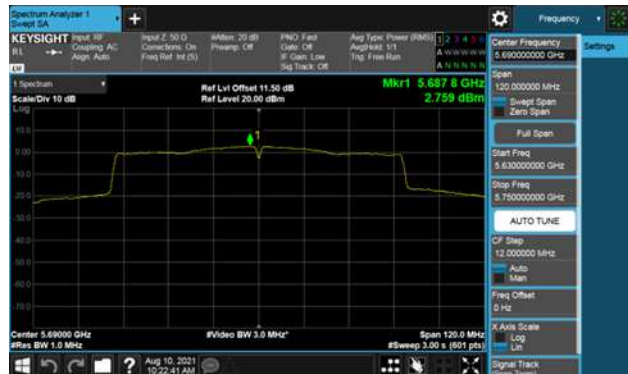 Spectrum Analyzer 1
Swept SA
+
Frequency
KEYSIGHT
Input: RF
Coupling: AC
Align: Auto
Input Z: 50 Ω
Corrections: On
Freq Ref: Int (S)
#Atten: 20 dB
Preamp: Off
PNO: Fast
Gate: Off
IF Gain: Low
Sig Track: Off
Avg Type: Power (RMS)
Avg|Hold: 1/1
Trig: Free Run
1 2 3 4 5 6
A W W W W W
A N N N N N
RL
LW
1 Spectrum
Scale/Div 10 dB
Log
Ref Lvl Offset 11.50 dB
Ref Level 20.00 dBm
Mkr1 5.687 8 GHz
2.759 dBm
1
10.0
0.00
-10.0
-20.0
-30.0
-40.0
-50.0
-60.0
-70.0
Center 5.69000 GHz
#Res BW 1.0 MHz
#Video BW 3.0 MHz*
Span 120.0 MHz
#Sweep 3.00 s (601 pts)
Aug 10, 2021
10:22:41 AM
Center Frequency
5.690000000 GHz
Settings
Span
120.000000 MHz
Swept Span
Zero Span
Full Span
Start Freq
5.630000000 GHz
Stop Freq
5.750000000 GHz
AUTO TUNE
CF Step
12.000000 MHz
Auto
Man
Freq Offset
0 Hz
X Axis Scale
Log
Lin
Signal Track